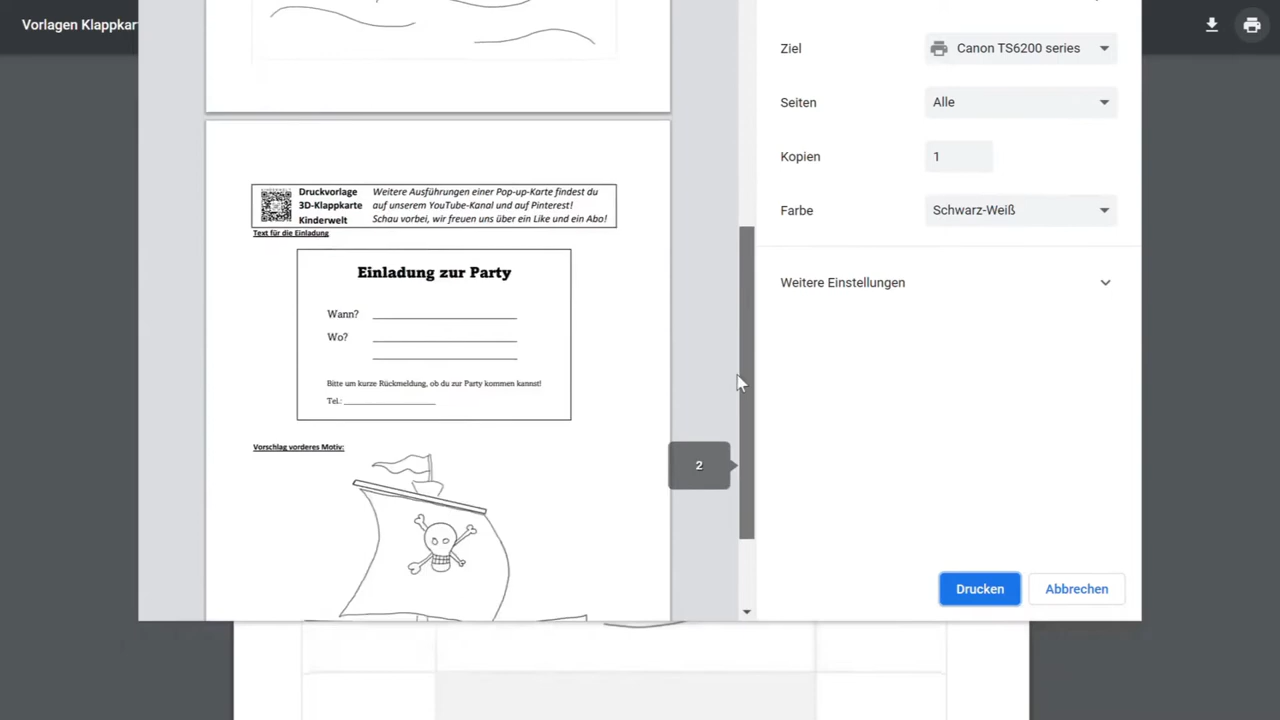 Vorlagen Klappkar
Ziel
Canon TS6200 series
Seiten
Alle
Kopien
1
Farbe
Schwarz-Weiß
Weitere Einstellungen
Druckvorlage
3D-Klappkarte
Kinderwelt
Weitere Ausführungen einer Pop-up-Karte findest du
auf unserem YouTube-Kanal und auf Pinterest!
Schau vorbei, wir freuen uns über ein Like und ein Abo!
Text für die Einladung
Einladung zur Party
Wann?
Wo?
Bitte um kurze Rückmeldung, ob du zur Party kommen kannst!
Tel.:
Vorschlag vorderes Motiv:
2
Drucken
Abbrechen